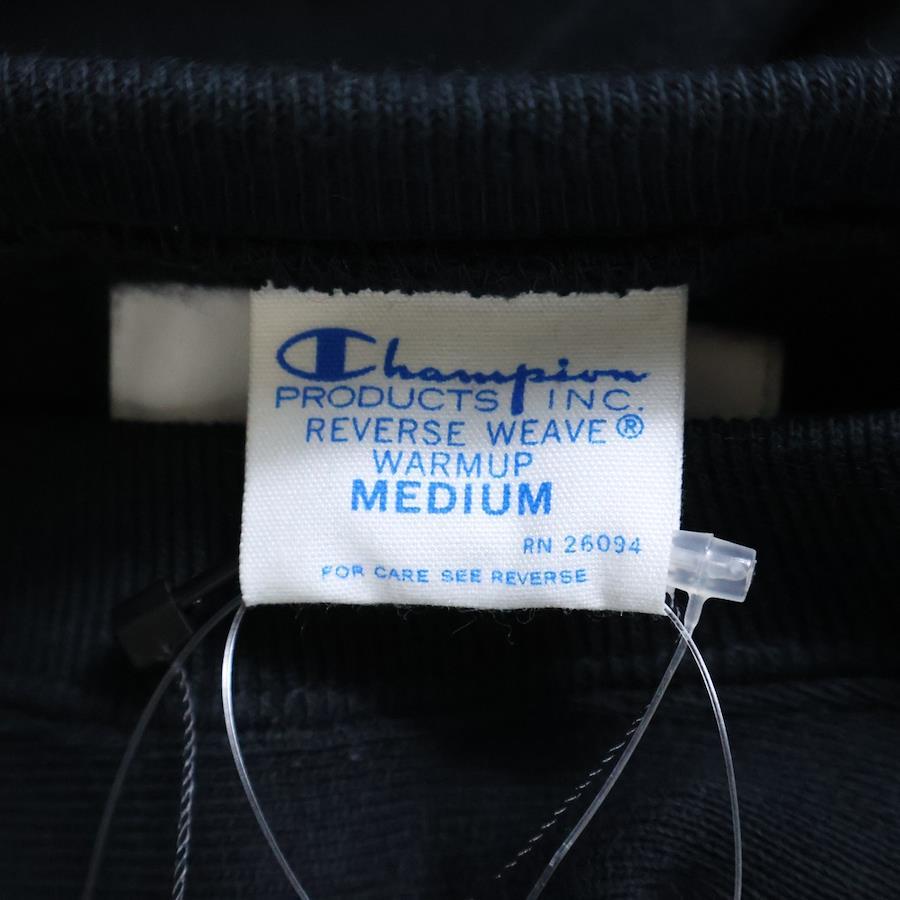 Champion
PRODUCTS INC.
REVERSE WEAVE®
WARMUP
MEDIUM
RN 26094
FOR CARE SEE REVERSE